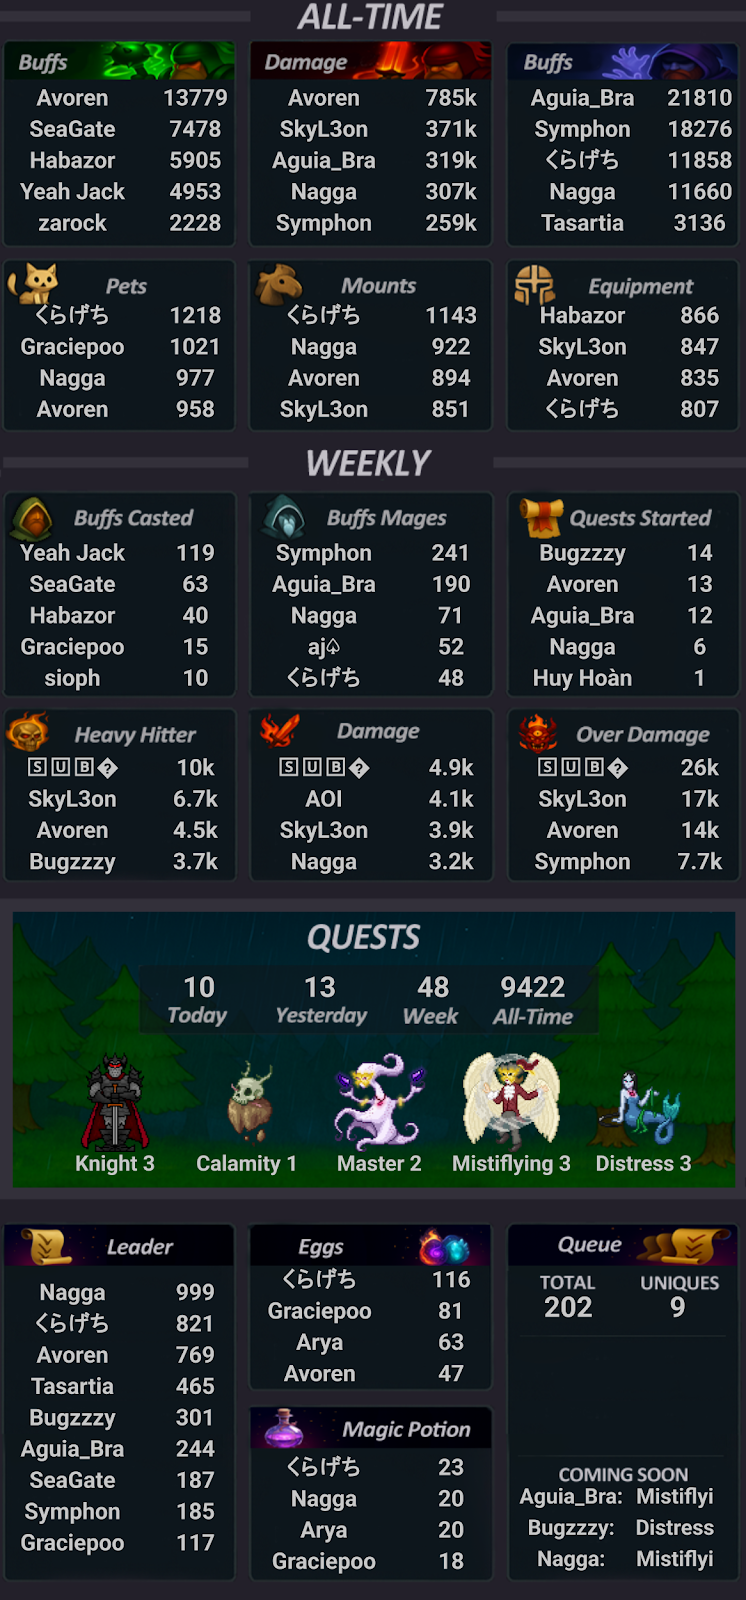 ALL-TIME
Buffs
Avoren 13779
SeaGate 7478
Habazor 5905
Yeah Jack 4953
zarock 2228
Damage
Avoren 785k
SkyL3on 371k
Aguia_Bra 319k
Nagga 307k
Symphon 259k
Buffs
Aguia_Bra 21810
Symphon 18276
くらげち 11858
Nagga 11660
Tasartia 3136
Pets
くらげち 1218
Graciepoo 1021
Nagga 977
Avoren 958
Mounts
くらげち 1143
Nagga 922
Avoren 894
SkyL3on 851
Equipment
Habazor 866
SkyL3on 847
Avoren 835
くらげち 807
WEEKLY
Buffs Casted
Yeah Jack 119
SeaGate 63
Habazor 40
Graciepoo 15
sioph 10
Buffs Mages
Symphon 241
Aguia_Bra 190
Nagga 71
aj♤ 52
くらげち 48
Quests Started
Bugzzzy 14
Avoren 13
Aguia_Bra 12
Nagga 6
Huy Hoàn 1
Heavy Hitter
🅂🅄🄱� 10k
SkyL3on 6.7k
Avoren 4.5k
Bugzzzy 3.7k
Damage
🅂🅄🄱� 4.9k
AOI 4.1k
SkyL3on 3.9k
Nagga 3.2k
Over Damage
🅂🅄🄱� 26k
SkyL3on 17k
Avoren 14k
Symphon 7.7k
QUESTS
10 13 48 9422
Today Yesterday Week All-Time
Knight 3 Calamity 1 Master 2 Mistiflying 3 Distress 3
Leader
Nagga 999
くらげち 821
Avoren 769
Tasartia 465
Bugzzzy 301
Aguia_Bra 244
SeaGate 187
Symphon 185
Graciepoo 117
Eggs
くらげち 116
Graciepoo 81
Arya 63
Avoren 47
Magic Potion
くらげち 23
Nagga 20
Arya 20
Graciepoo 18
Queue
TOTAL UNIQUES
202 9
COMING SOON
Aguia_Bra: Mistiflyi
Bugzzzy: Distress
Nagga: Mistiflyi